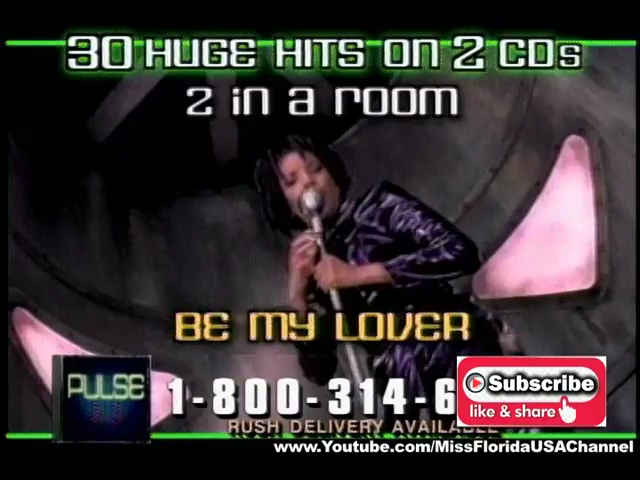 30 HUGE HITS ON 2 CDs
2 in a room
BE MY LOVER
PULSE
1-800-314-6
Subscribe
like & share
RUSH DELIVERY AVAILABLE
www.Youtube.com/MissFloridaUSAChannel